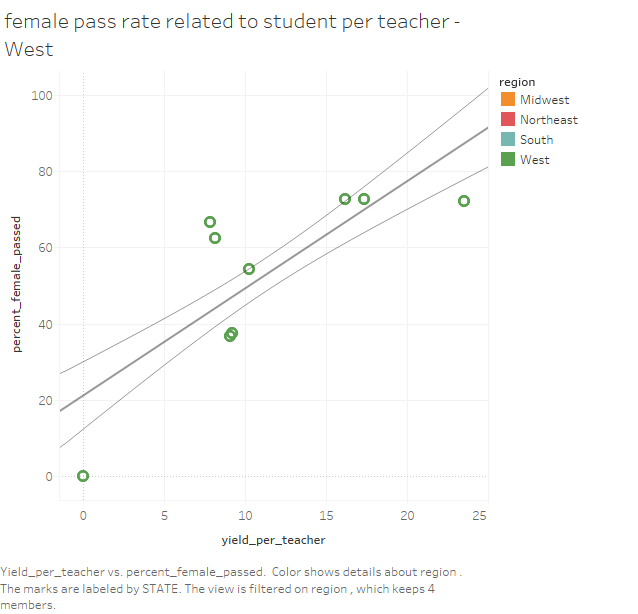 female pass rate related to student per teacher -
West
region
Midwest
Northeast
South
West
100
80
60
40
20
0
percent_female_passed
0 5 10 15 20 25
yield_per_teacher
Yield_per_teacher vs. percent_female_passed. Color shows details about region .
The marks are labeled by STATE. The view is filtered on region , which keeps 4
members.